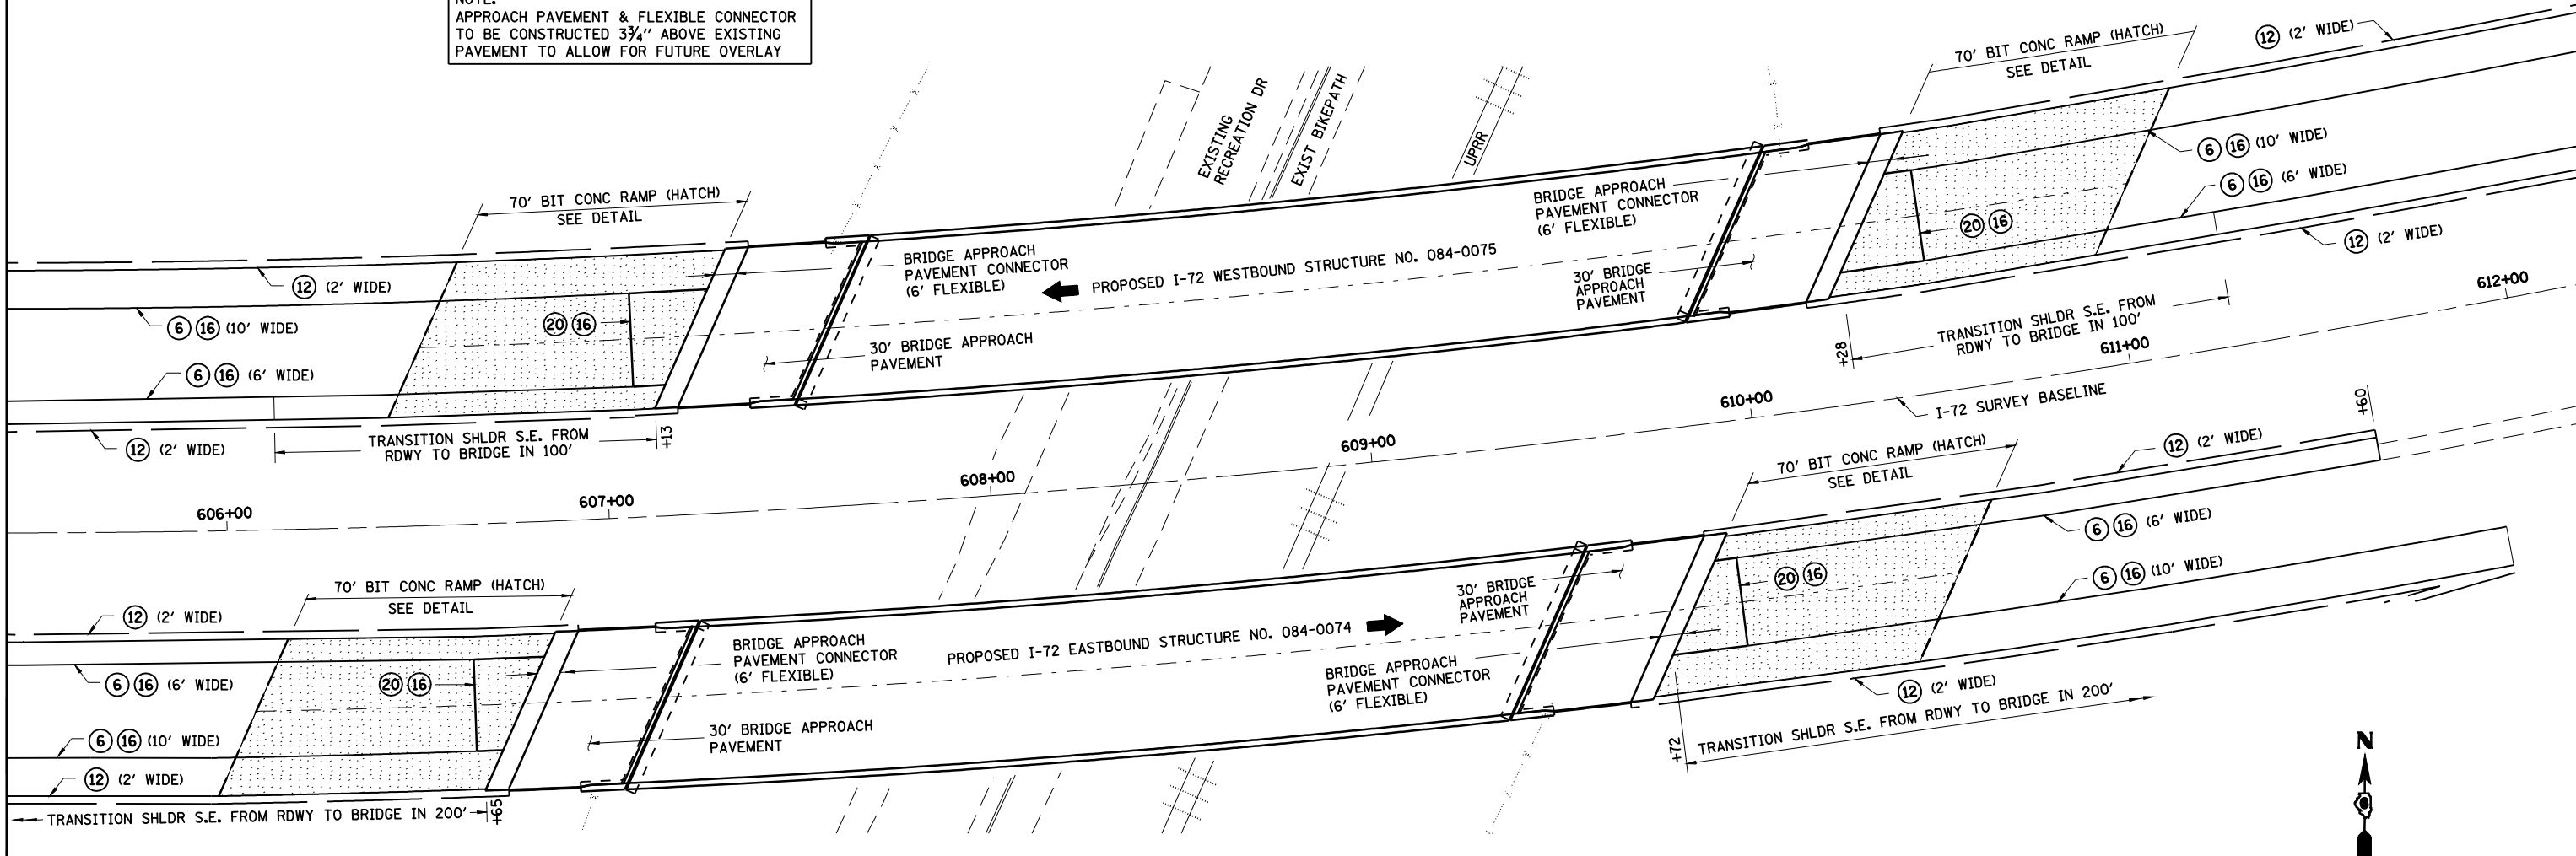 NOTE:
APPROACH PAVEMENT & FLEXIBLE CONNECTOR
TO BE CONSTRUCTED 3¾" ABOVE EXISTING
PAVEMENT TO ALLOW FOR FUTURE OVERLAY
70' BIT CONC RAMP (HATCH)
SEE DETAIL
12 (2' WIDE)
6 16 (10' WIDE)
6 16 (6' WIDE)
12 (2' WIDE)
20 16
TRANSITION SHLDR S.E. FROM
RDWY TO BRIDGE IN 100'
+13
BRIDGE APPROACH
PAVEMENT CONNECTOR
(6' FLEXIBLE)
30' BRIDGE APPROACH
PAVEMENT
EXISTING
RECREATION DR
EXIST BIKEPATH
UPRR
PROPOSED I-72 WESTBOUND STRUCTURE NO. 084-0075
BRIDGE APPROACH
PAVEMENT CONNECTOR
(6' FLEXIBLE)
30' BRIDGE
APPROACH
PAVEMENT
70' BIT CONC RAMP (HATCH)
SEE DETAIL
12 (2' WIDE)
6 16 (10' WIDE)
6 16 (6' WIDE)
20 16
12 (2' WIDE)
+28
TRANSITION SHLDR S.E. FROM
RDWY TO BRIDGE IN 100'
606+00
607+00
608+00
609+00
610+00
611+00
612+00
I-72 SURVEY BASELINE
+60
70' BIT CONC RAMP (HATCH)
SEE DETAIL
12 (2' WIDE)
6 16 (6' WIDE)
20 16
6 16 (10' WIDE)
12 (2' WIDE)
TRANSITION SHLDR S.E. FROM RDWY TO BRIDGE IN 200'
+65
BRIDGE APPROACH
PAVEMENT CONNECTOR
(6' FLEXIBLE)
30' BRIDGE APPROACH
PAVEMENT
PROPOSED I-72 EASTBOUND STRUCTURE NO. 084-0074
30' BRIDGE
APPROACH
PAVEMENT
BRIDGE APPROACH
PAVEMENT CONNECTOR
(6' FLEXIBLE)
70' BIT CONC RAMP (HATCH)
SEE DETAIL
12 (2' WIDE)
6 16 (6' WIDE)
20 16
6 16 (10' WIDE)
12 (2' WIDE)
+72
TRANSITION SHLDR S.E. FROM RDWY TO BRIDGE IN 200'
N